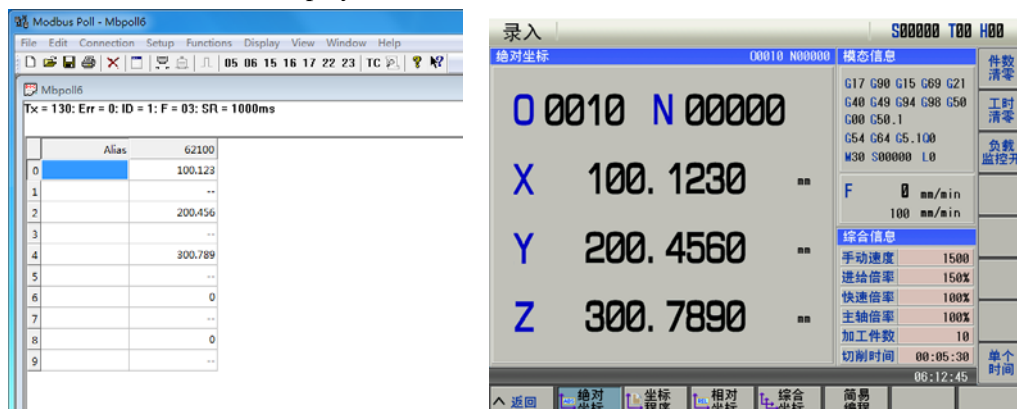 Modbus Poll - Mbpoll6
File Edit Connection Setup Functions Display View Window Help
05 06 15 16 17 22 23 TC
Mbpoll6
Tx = 130: Err = 0: ID = 1: F = 03: SR = 1000ms
Alias 62100
0 100.123
1 --
2 200.456
3 --
4 300.789
5 --
6 0
7 --
8 0
9 --
录入 S00000 T00 H00
绝对坐标 O0010 N00000
O 0010 N 00000
X 100. 1230 mm
Y 200. 4560 mm
Z 300. 7890 mm
模态信息
G17 G90 G15 G69 G21
G40 G49 G94 G98 G50
G00 G50.1
G54 G64 G5.1Q0
M30 S00000 L0
F 0 mm/min
100 mm/min
综合信息
手动速度 1500
进给倍率 150%
快速倍率 100%
主轴倍率 100%
加工件数 10
切削时间 00:05:30
06:12:45
件数
清零
工时
清零
负载
监控开
单个
时间
返回
绝对
坐标
坐标
程序
相对
坐标
综合
坐标
简易
编程